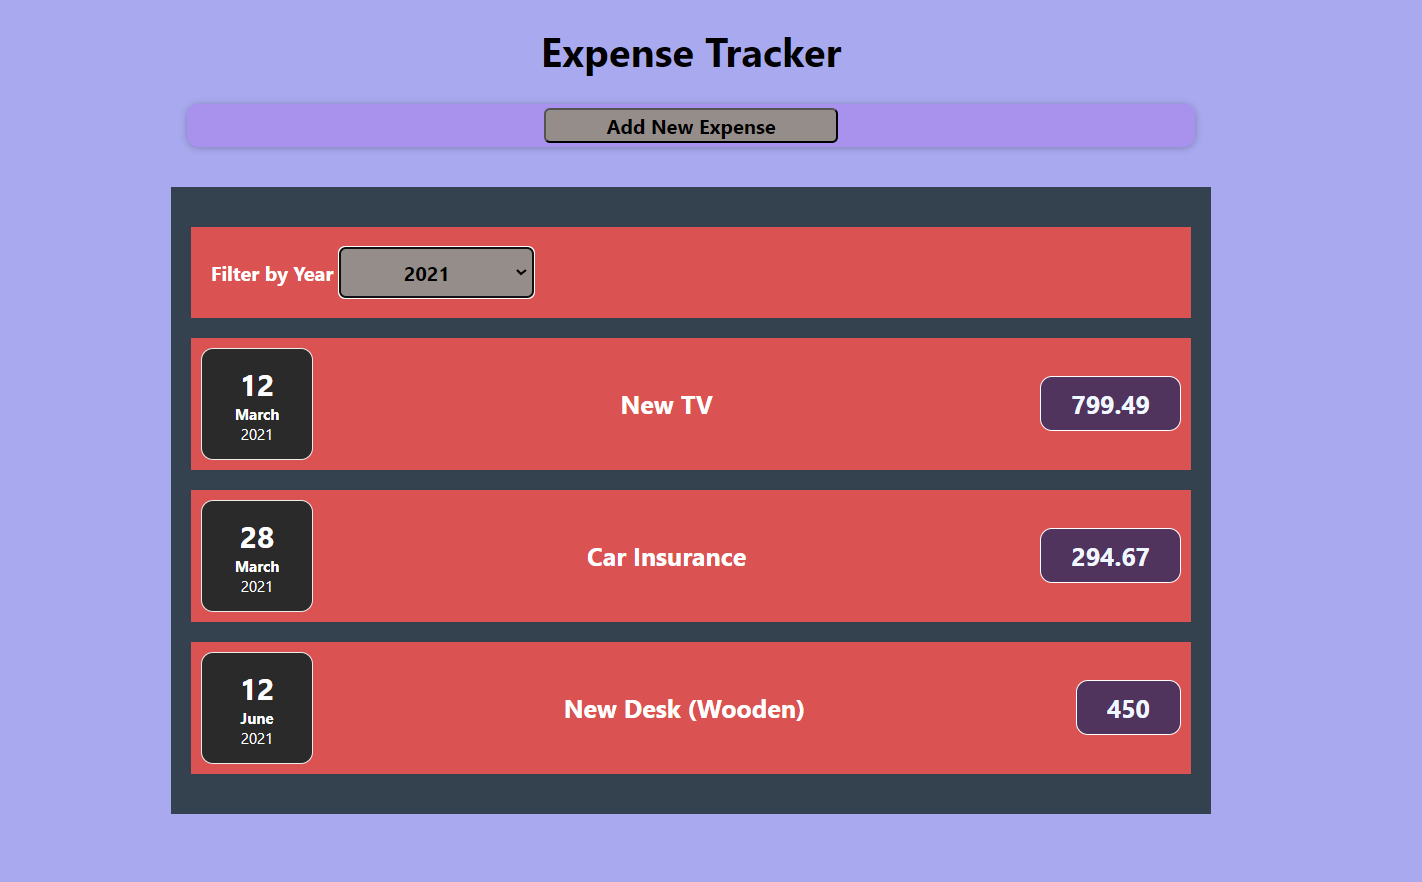 Expense Tracker
Add New Expense
Filter by Year 2021
12
March
2021
New TV
799.49
28
March
2021
Car Insurance
294.67
12
June
2021
New Desk (Wooden)
450